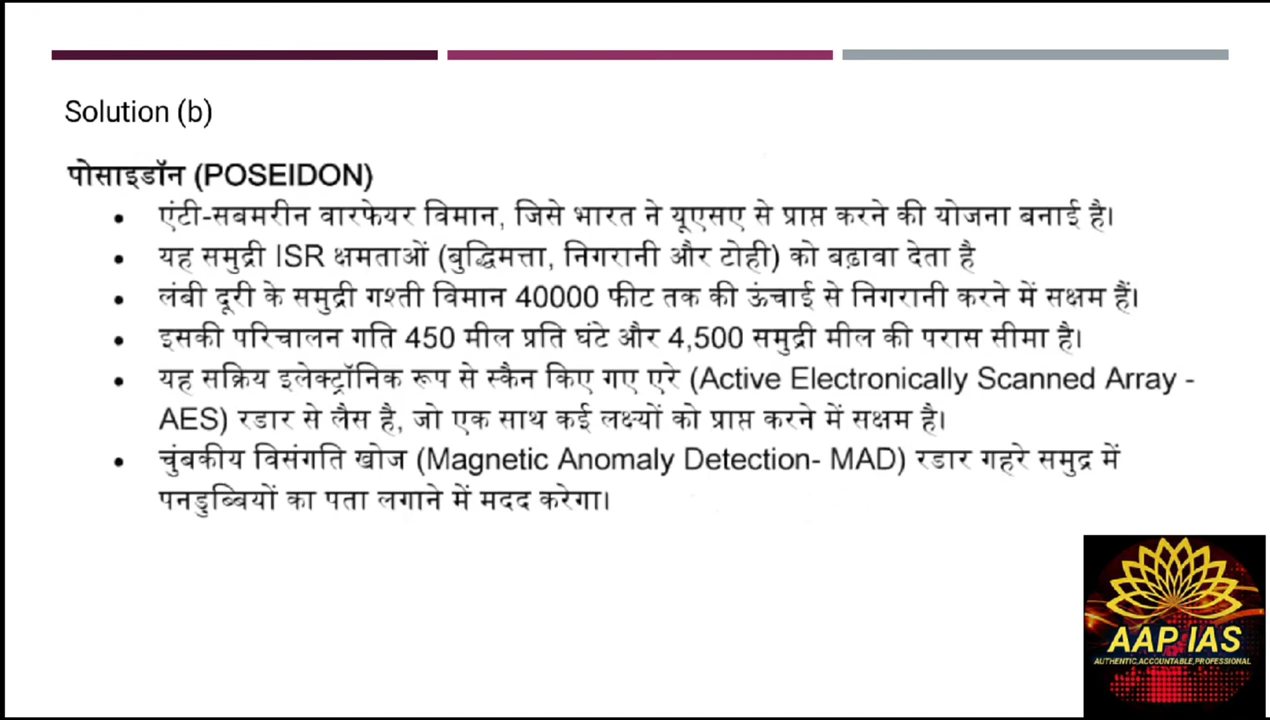 Solution (b)
पोसाइडॉन (POSEIDON)
• एंटी-सबमरीन वारफेयर विमान, जिसे भारत ने यूएसए से प्राप्त करने की योजना बनाई है।
• यह समुद्री ISR क्षमताओं (बुद्धिमत्ता, निगरानी और टोही) को बढ़ावा देता है
• लंबी दूरी के समुद्री गश्ती विमान 40000 फीट तक की ऊंचाई से निगरानी करने में सक्षम हैं।
• इसकी परिचालन गति 450 मील प्रति घंटे और 4,500 समुद्री मील की परास सीमा है।
• यह सक्रिय इलेक्ट्रॉनिक रूप से स्कैन किए गए एरे (Active Electronically Scanned Array -
AES) रडार से लैस है, जो एक साथ कई लक्ष्यों को प्राप्त करने में सक्षम है।
• चुंबकीय विसंगति खोज (Magnetic Anomaly Detection- MAD) रडार गहरे समुद्र में
पनडुब्बियों का पता लगाने में मदद करेगा।
AAP IAS
AUTHENTIC,ACCOUNTABLE,PROFESSIONAL